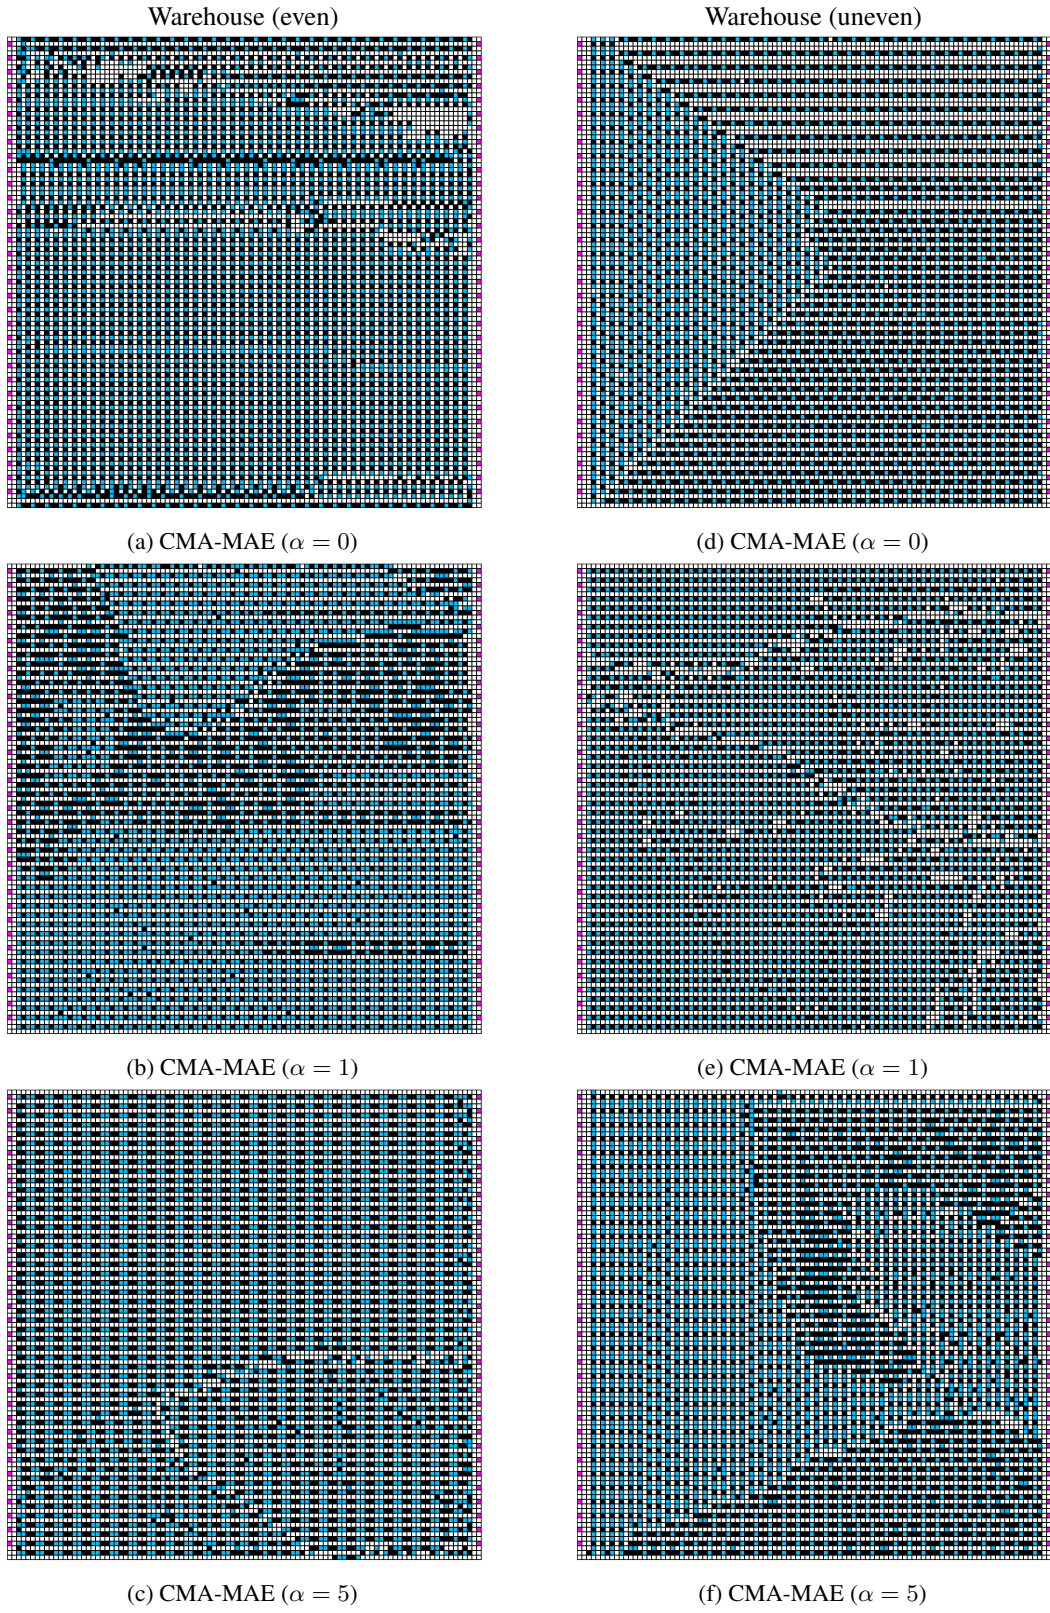 Warehouse (even)
Warehouse (uneven)
(a) CMA-MAE (α = 0)
(d) CMA-MAE (α = 0)
(b) CMA-MAE (α = 1)
(e) CMA-MAE (α = 1)
(c) CMA-MAE (α = 5)
(f) CMA-MAE (α = 5)